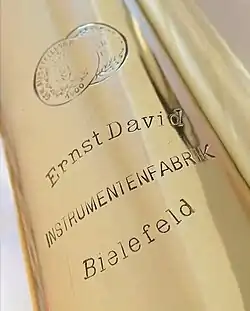 Ernst David
INSTRUMENTENFABRIK
Bielefeld